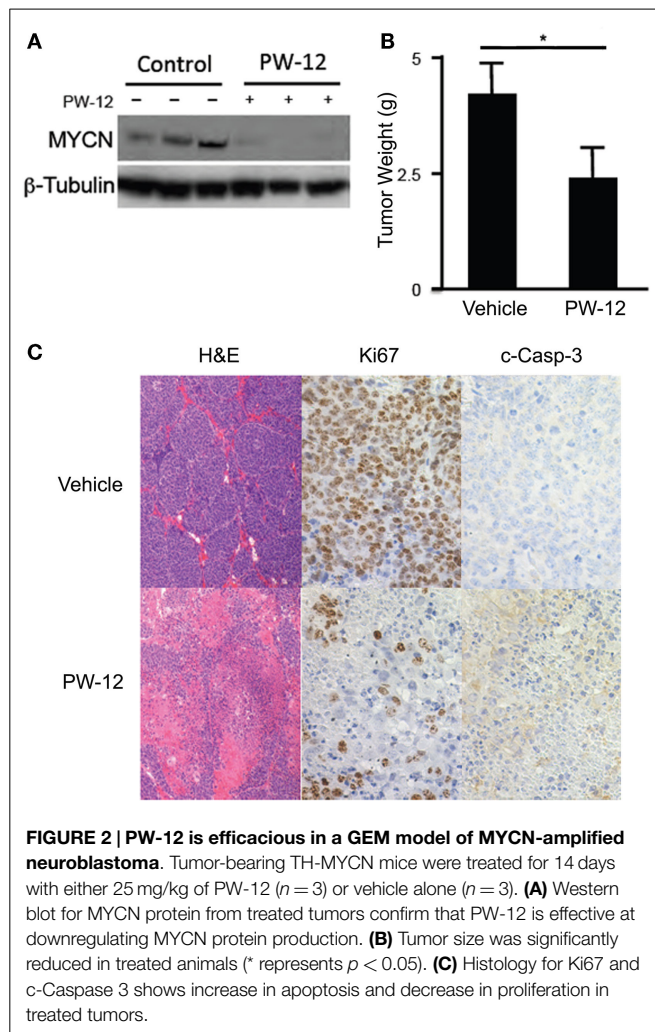 A
Control PW-12
PW-12 – – – + + +
MYCN
β-Tubulin
B
*
5
2.5
0
Tumor Weight (g)
Vehicle PW-12
C
H&E Ki67 c-Casp-3
Vehicle
PW-12
FIGURE 2 | PW-12 is efficacious in a GEM model of MYCN-amplified
neuroblastoma. Tumor-bearing TH-MYCN mice were treated for 14 days
with either 25 mg/kg of PW-12 (n = 3) or vehicle alone (n = 3). (A) Western
blot for MYCN protein from treated tumors confirm that PW-12 is effective at
downregulating MYCN protein production. (B) Tumor size was significantly
reduced in treated animals (* represents p < 0.05). (C) Histology for Ki67 and
c-Caspase 3 shows increase in apoptosis and decrease in proliferation in
treated tumors.